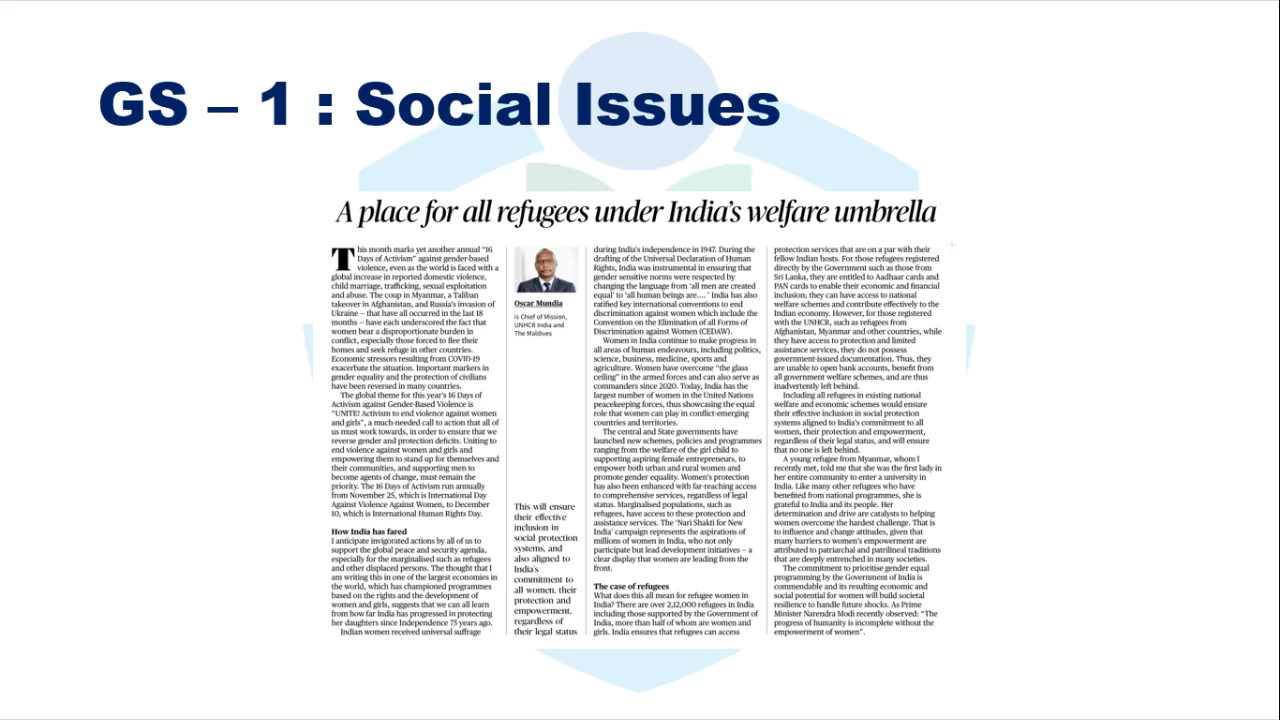 GS – 1 : Social Issues
A place for all refugees under India's welfare umbrella
This month marks yet another annual “16
Days of Activism” against gender-based
violence, even as the world is faced with a
global increase in reported domestic violence,
child marriage, trafficking, sexual exploitation
and abuse. The coup in Myanmar, a Taliban
takeover in Afghanistan, and Russia's invasion of
Ukraine — that have all occurred in the last 18
months — have each underscored the fact that
women bear a disproportionate burden in
conflict, especially those forced to flee their
homes and seek refuge in other countries.
Economic stressors resulting from COVID-19
exacerbate the situation. Important markers in
gender equality and the protection of civilians
have been reversed in many countries.
The global theme for this year's 16 Days of
Activism against Gender-Based Violence is
“UNITE! Activism to end violence against women
and girls”, a much-needed call to action that all of
us must work towards, in order to ensure that we
reverse gender and protection deficits. Uniting to
end violence against women and girls and
empowering them to stand up for themselves and
their communities, and supporting men to
become agents of change, must remain the
priority. The 16 Days of Activism run annually
from November 25, which is International Day
Against Violence Against Women, to December
10, which is International Human Rights Day.
How India has fared
I anticipate invigorated actions by all of us to
support the global peace and security agenda,
especially for the marginalised such as refugees
and other displaced persons. The thought that I
am writing this in one of the largest economies in
the world, which has championed programmes
based on the rights and the development of
women and girls, suggests that we can all learn
from how far India has progressed in protecting
her daughters since Independence 75 years ago.
Indian women received universal suffrage
Oscar Mundia
is Chief of Mission,
UNHCR India and
The Maldives
This will ensure
their effective
inclusion in
social protection
systems, and
also aligned to
India's
commitment to
all women, their
protection and
empowerment,
regardless of
their legal status
during India's independence in 1947. During the
drafting of the Universal Declaration of Human
Rights, India was instrumental in ensuring that
gender sensitive norms were respected by
changing the language from ‘all men are created
equal’ to ‘all human beings are.... ’ India has also
ratified key international conventions to end
discrimination against women which include the
Convention on the Elimination of all Forms of
Discrimination against Women (CEDAW).
Women in India continue to make progress in
all areas of human endeavours, including politics,
science, business, medicine, sports and
agriculture. Women have overcome “the glass
ceiling” in the armed forces and can also serve as
commanders since 2020. Today, India has the
largest number of women in the United Nations
peacekeeping forces, thus showcasing the equal
role that women can play in conflict-emerging
countries and territories.
The central and State governments have
launched new schemes, policies and programmes
ranging from the welfare of the girl child to
supporting aspiring female entrepreneurs, to
empower both urban and rural women and
promote gender equality. Women's protection
has also been enhanced with far-reaching access
to comprehensive services, regardless of legal
status. Marginalised populations, such as
refugees, have access to these protection and
assistance services. The ‘Nari Shakti for New
India’ campaign represents the aspirations of
millions of women in India, who not only
participate but lead development initiatives — a
clear display that women are leading from the
front.
The case of refugees
What does this all mean for refugee women in
India? There are over 2,12,000 refugees in India
including those supported by the Government of
India, more than half of whom are women and
girls. India ensures that refugees can access
protection services that are on a par with their
fellow Indian hosts. For those refugees registered
directly by the Government such as those from
Sri Lanka, they are entitled to Aadhaar cards and
PAN cards to enable their economic and financial
inclusion; they can have access to national
welfare schemes and contribute effectively to the
Indian economy. However, for those registered
with the UNHCR, such as refugees from
Afghanistan, Myanmar and other countries, while
they have access to protection and limited
assistance services, they do not possess
government-issued documentation. Thus, they
are unable to open bank accounts, benefit from
all government welfare schemes, and are thus
inadvertently left behind.
Including all refugees in existing national
welfare and economic schemes would ensure
their effective inclusion in social protection
systems aligned to India's commitment to all
women, their protection and empowerment,
regardless of their legal status, and will ensure
that no one is left behind.
A young refugee from Myanmar, whom I
recently met, told me that she was the first lady in
her entire community to enter a university in
India. Like many other refugees who have
benefited from national programmes, she is
grateful to India and its people. Her
determination and drive are catalysts to helping
women overcome the hardest challenge. That is
to influence and change attitudes, given that
many barriers to women's empowerment are
attributed to patriarchal and patrilineal traditions
that are deeply entrenched in many societies.
The commitment to prioritise gender equal
programming by the Government of India is
commendable and its resulting economic and
social potential for women will build societal
resilience to handle future shocks. As Prime
Minister Narendra Modi recently observed: “The
progress of humanity is incomplete without the
empowerment of women”.